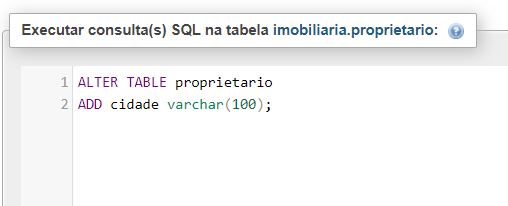 Executar consulta(s) SQL na tabela imobiliaria.proprietario:
1 ALTER TABLE proprietario
2 ADD cidade varchar(100);